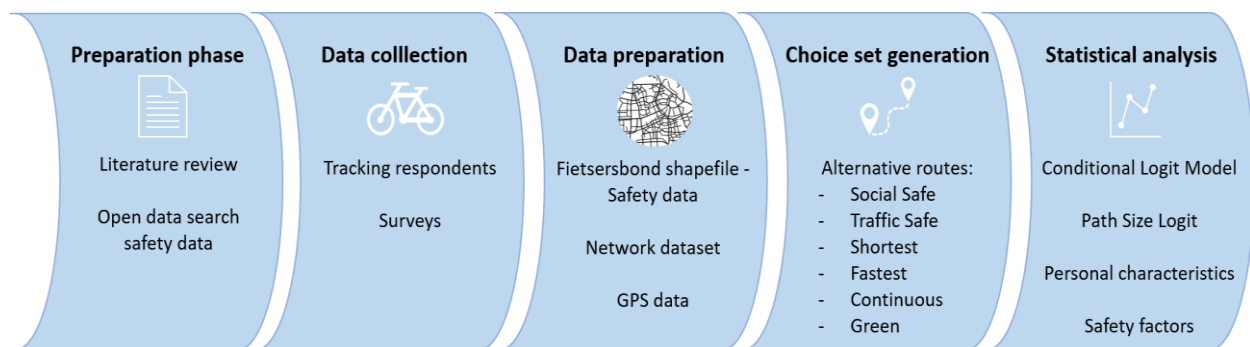 Preparation phase
Literature review
Open data search
safety data
Data colllection
Tracking respondents
Surveys
Data preparation
Fietsersbond shapefile -
Safety data
Network dataset
GPS data
Choice set generation
Alternative routes:
- Social Safe
- Traffic Safe
- Shortest
- Fastest
- Continuous
- Green
Statistical analysis
Conditional Logit Model
Path Size Logit
Personal characteristics
Safety factors